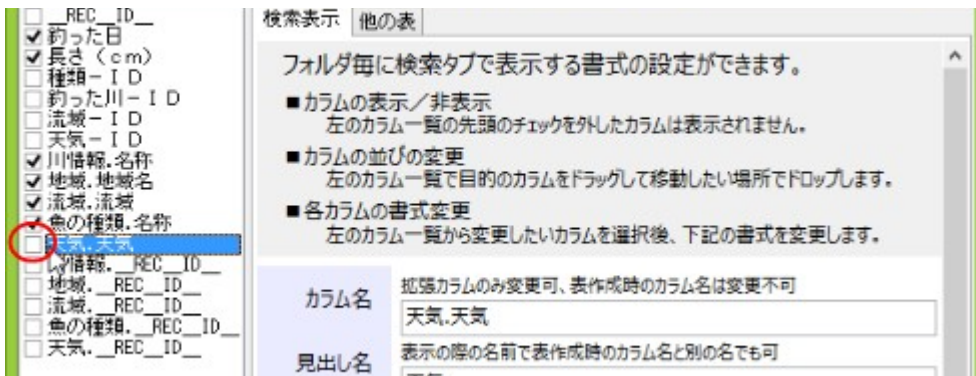 __REC__ID__
釣った日
長さ（ｃｍ）
種類－ＩＤ
釣った川－ＩＤ
流域－ＩＤ
天気－ＩＤ
川情報.名称
地域.地域名
流域.流域
魚の種類.名称
天気.天気
情報.__REC__ID__
地域.__REC__ID__
流域.__REC__ID__
魚の種類.__REC__ID__
天気.__REC__ID__
検索表示 他の表
フォルダ毎に検索タブで表示する書式の設定ができます。
■カラムの表示／非表示
左のカラム一覧の先頭のチェックを外したカラムは表示されません。
■カラムの並びの変更
左のカラム一覧で目的のカラムをドラッグして移動したい場所でドロップします。
■各カラムの書式変更
左のカラム一覧から変更したいカラムを選択後、下記の書式を変更します。
カラム名
拡張カラムのみ変更可、表作成時のカラム名は変更不可
天気.天気
見出し名
表示の際の名前で表作成時のカラム名と別の名でも可